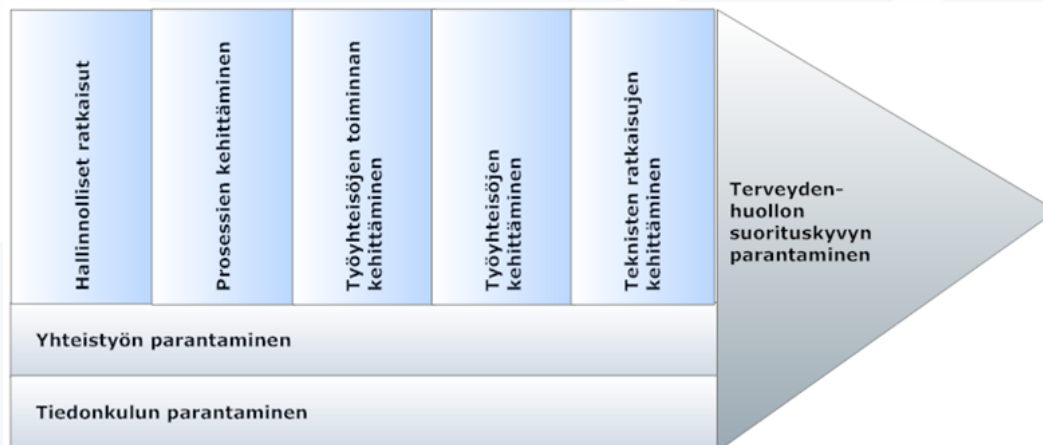 Hallinnolliset ratkaisut
Prosessien kehittäminen
Työyhteisöjen toiminnan
kehittäminen
Työyhteisöjen
kehittäminen
Teknisten ratkaisujen
kehittäminen
Terveyden-
huollon
suorituskyvyn
parantaminen
Yhteistyön parantaminen
Tiedonkulun parantaminen